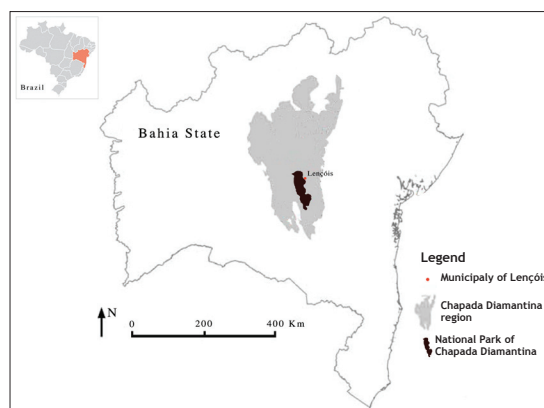 Brazil
Bahia State
Lençóis
Legend
Municipaly of Lençóis
Chapada Diamantina
region
National Park of
Chapada Diamantina
N
0 200 400 Km